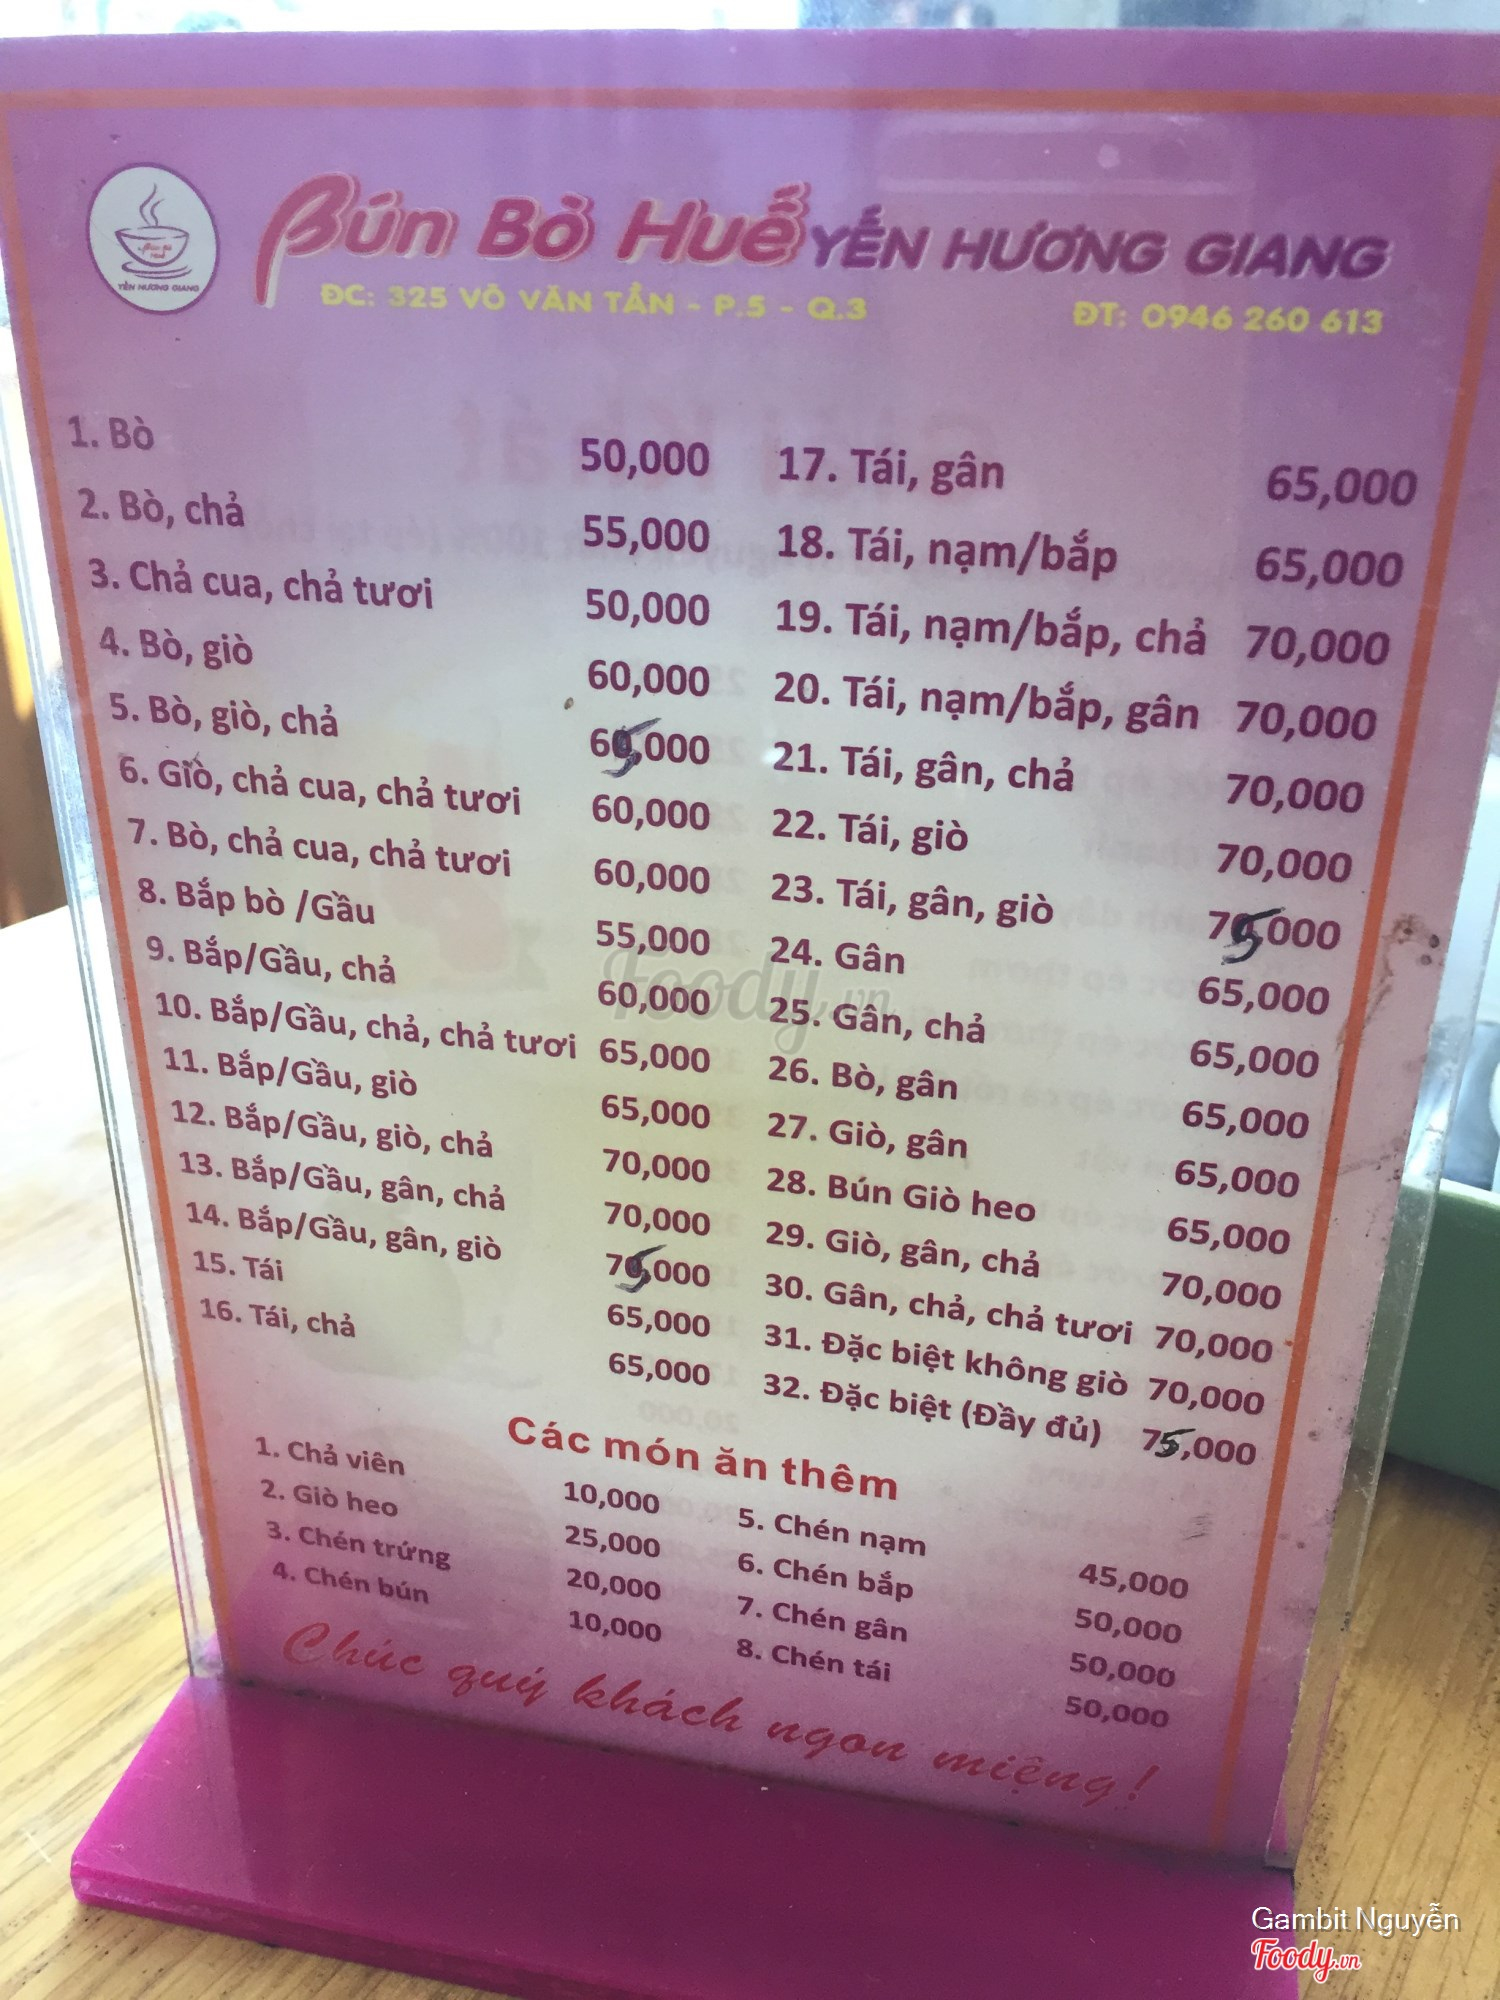 Bún Bò Huế YẾN HƯƠNG GIANG
Bún Bò Huế
YẾN HƯƠNG GIANG
ĐC: 325 VÕ VĂN TẦN - P.5 - Q.3 ĐT: 0946 260 613
1. Bò 50,000
2. Bò, chả 55,000
3. Chả cua, chả tươi 50,000
4. Bò, giò 60,000
5. Bò, giò, chả 65,000
6. Giò, chả cua, chả tươi 60,000
7. Bò, chả cua, chả tươi 60,000
8. Bắp bò /Gầu 55,000
9. Bắp/Gầu, chả 60,000
10. Bắp/Gầu, chả, chả tươi 65,000
11. Bắp/Gầu, giò 65,000
12. Bắp/Gầu, giò, chả 70,000
13. Bắp/Gầu, gân, chả 70,000
14. Bắp/Gầu, gân, giò 75,000
15. Tái 65,000
16. Tái, chả 65,000
17. Tái, gân 65,000
18. Tái, nạm/bắp 65,000
19. Tái, nạm/bắp, chả 70,000
20. Tái, nạm/bắp, gân 70,000
21. Tái, gân, chả 70,000
22. Tái, giò 70,000
23. Tái, gân, giò 75,000
24. Gân 65,000
25. Gân, chả 65,000
26. Bò, gân 65,000
27. Giò, gân 65,000
28. Bún Giò heo 65,000
29. Giò, gân, chả 70,000
30. Gân, chả, chả tươi 70,000
31. Đặc biệt không giò 70,000
32. Đặc biệt (Đầy đủ) 75,000
Các món ăn thêm
1. Chả viên 10,000
2. Giò heo 25,000
3. Chén trứng 20,000
4. Chén bún 10,000
5. Chén nạm 45,000
6. Chén bắp 50,000
7. Chén gân 50,000
8. Chén tái 50,000
Chúc quý khách ngon miệng!
Foody.vn
Gambit Nguyễn
Foody.vn